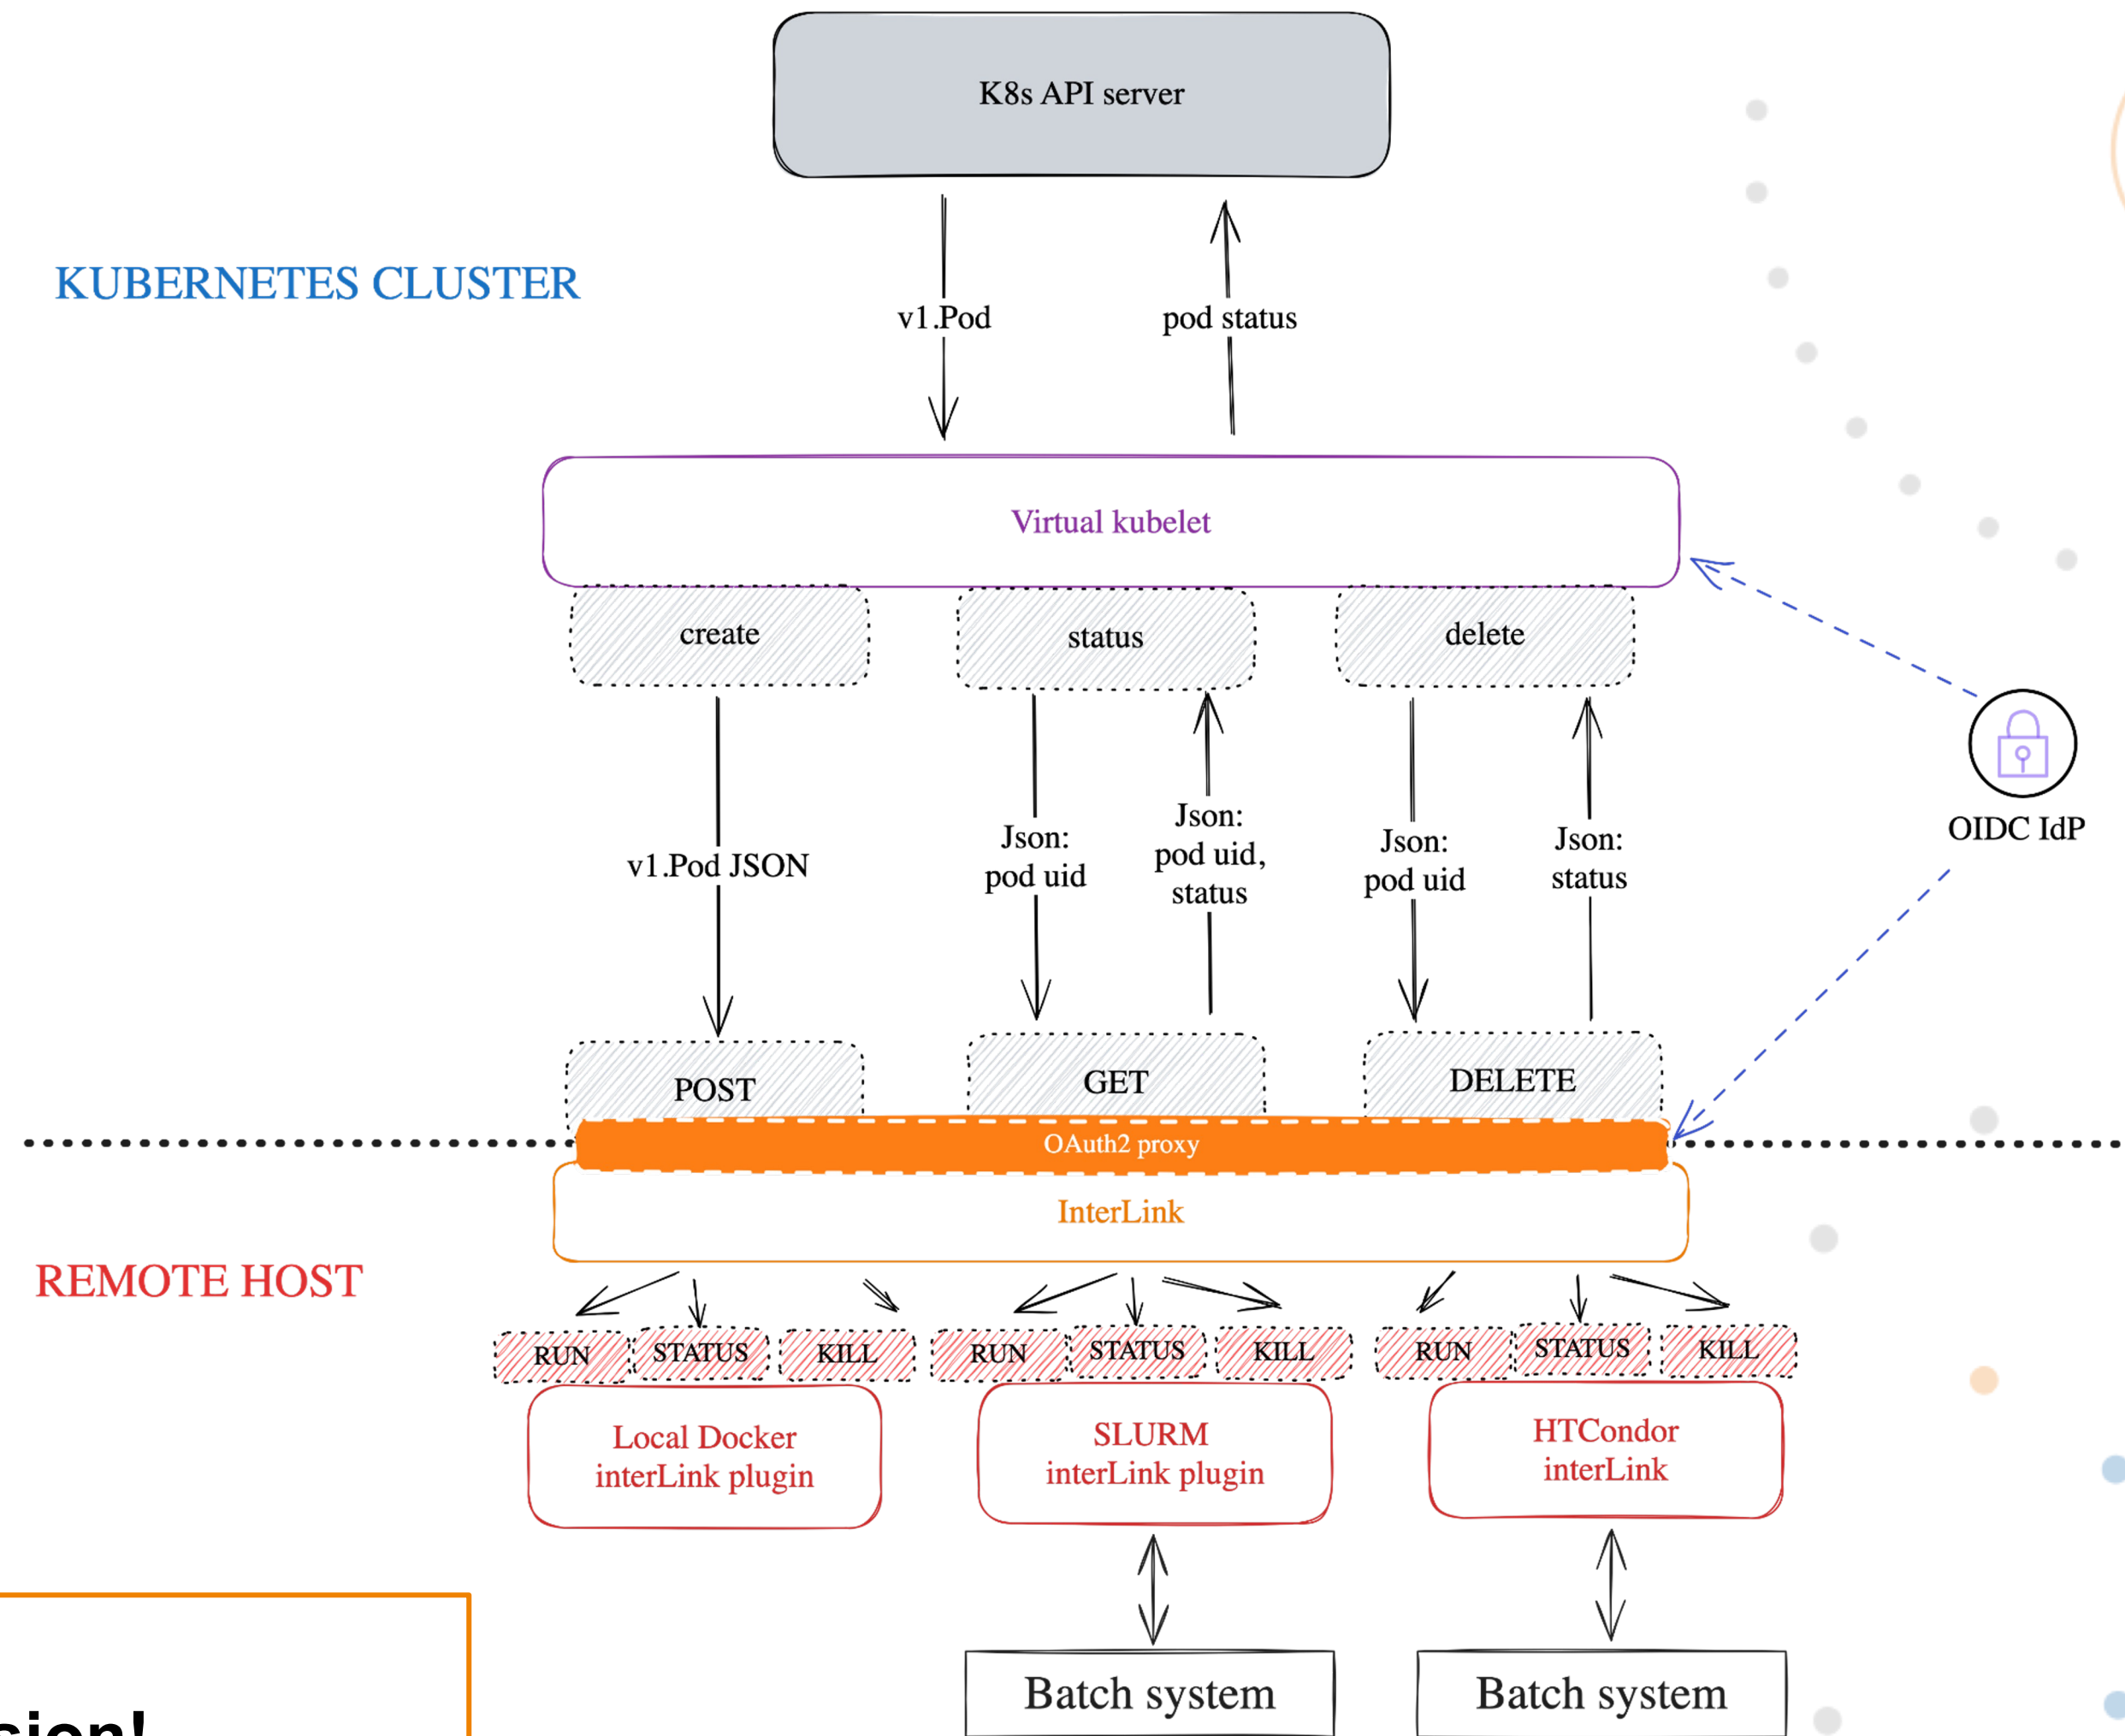 K8s API server
KUBERNETES CLUSTER
v1.Pod
pod status
Virtual kubelet
create
status
delete
v1.Pod JSON
Json:
pod uid
Json:
pod uid,
status
Json:
pod uid
Json:
status
OIDC IdP
POST
GET
DELETE
OAuth2 proxy
InterLink
REMOTE HOST
RUN
STATUS
KILL
RUN
STATUS
KILL
RUN
STATUS
KILL
Local Docker
interLink plugin
SLURM
interLink plugin
HTCondor
interLink
Batch system
Batch system